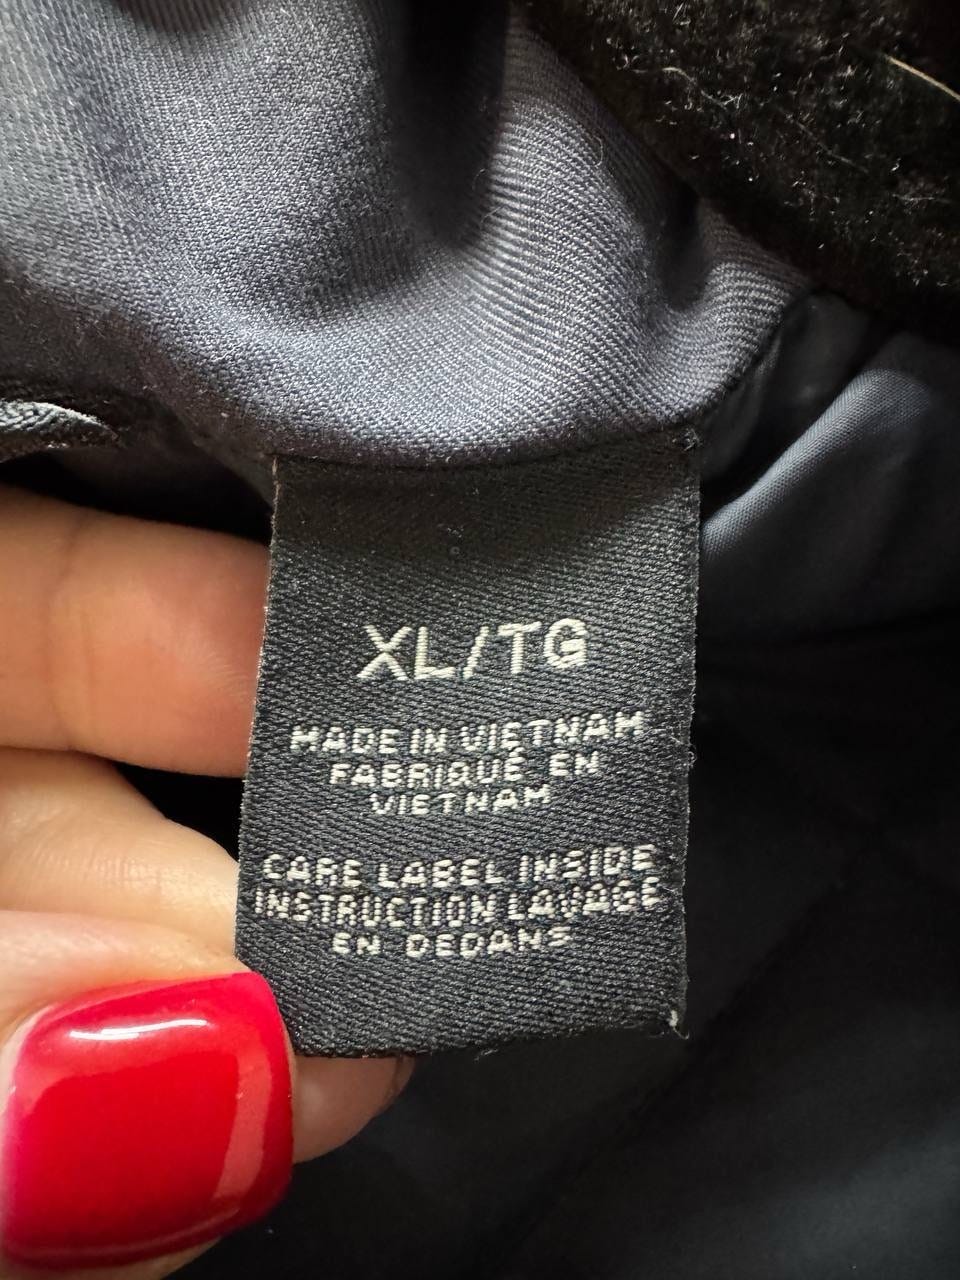 XL/TG
MADE IN VIETNAM
FABRIQUÉ EN
VIETNAM
CARE LABEL INSIDE
INSTRUCTION LAVAGE
EN DEDANS